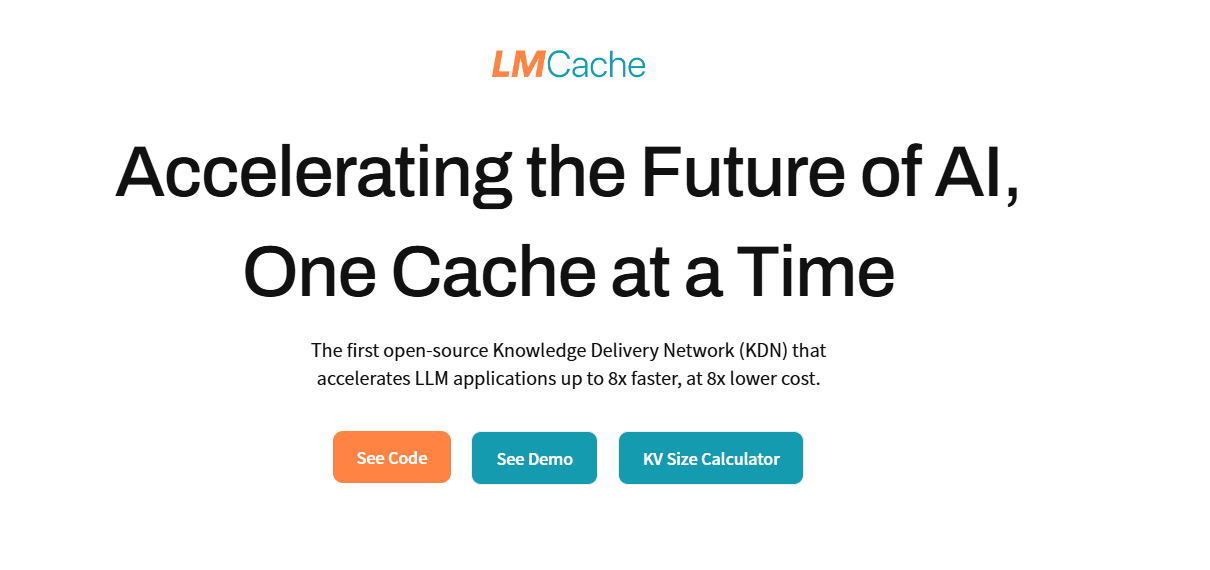 LMCache
Accelerating the Future of AI,
One Cache at a Time
The first open-source Knowledge Delivery Network (KDN) that
accelerates LLM applications up to 8x faster, at 8x lower cost.
See Code
See Demo
KV Size Calculator